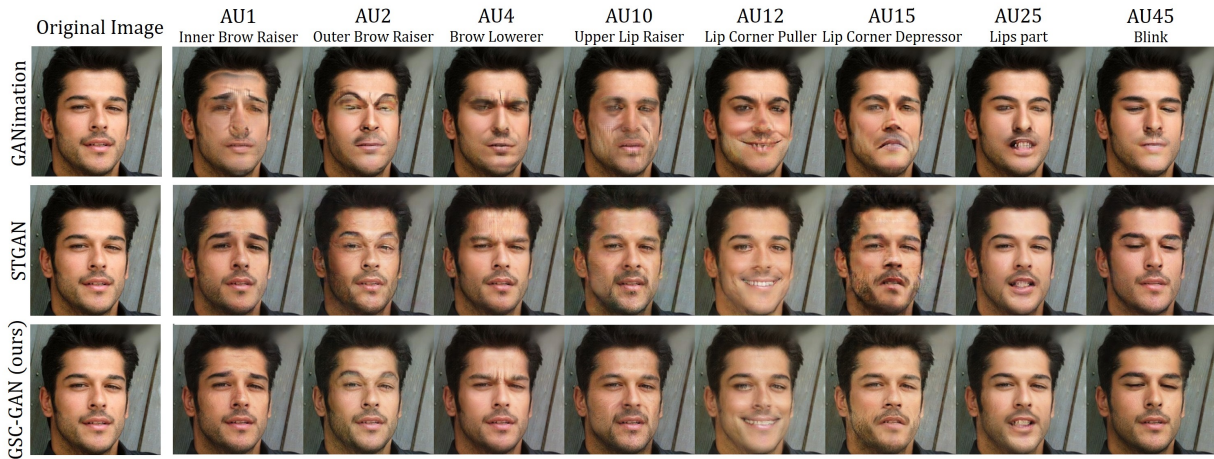 Original Image
AU1
Inner Brow Raiser
AU2
Outer Brow Raiser
AU4
Brow Lowerer
AU10
Upper Lip Raiser
AU12
Lip Corner Puller
AU15
Lip Corner Depressor
AU25
Lips part
AU45
Blink
GANimation
STGAN
GSC-GAN (ours)